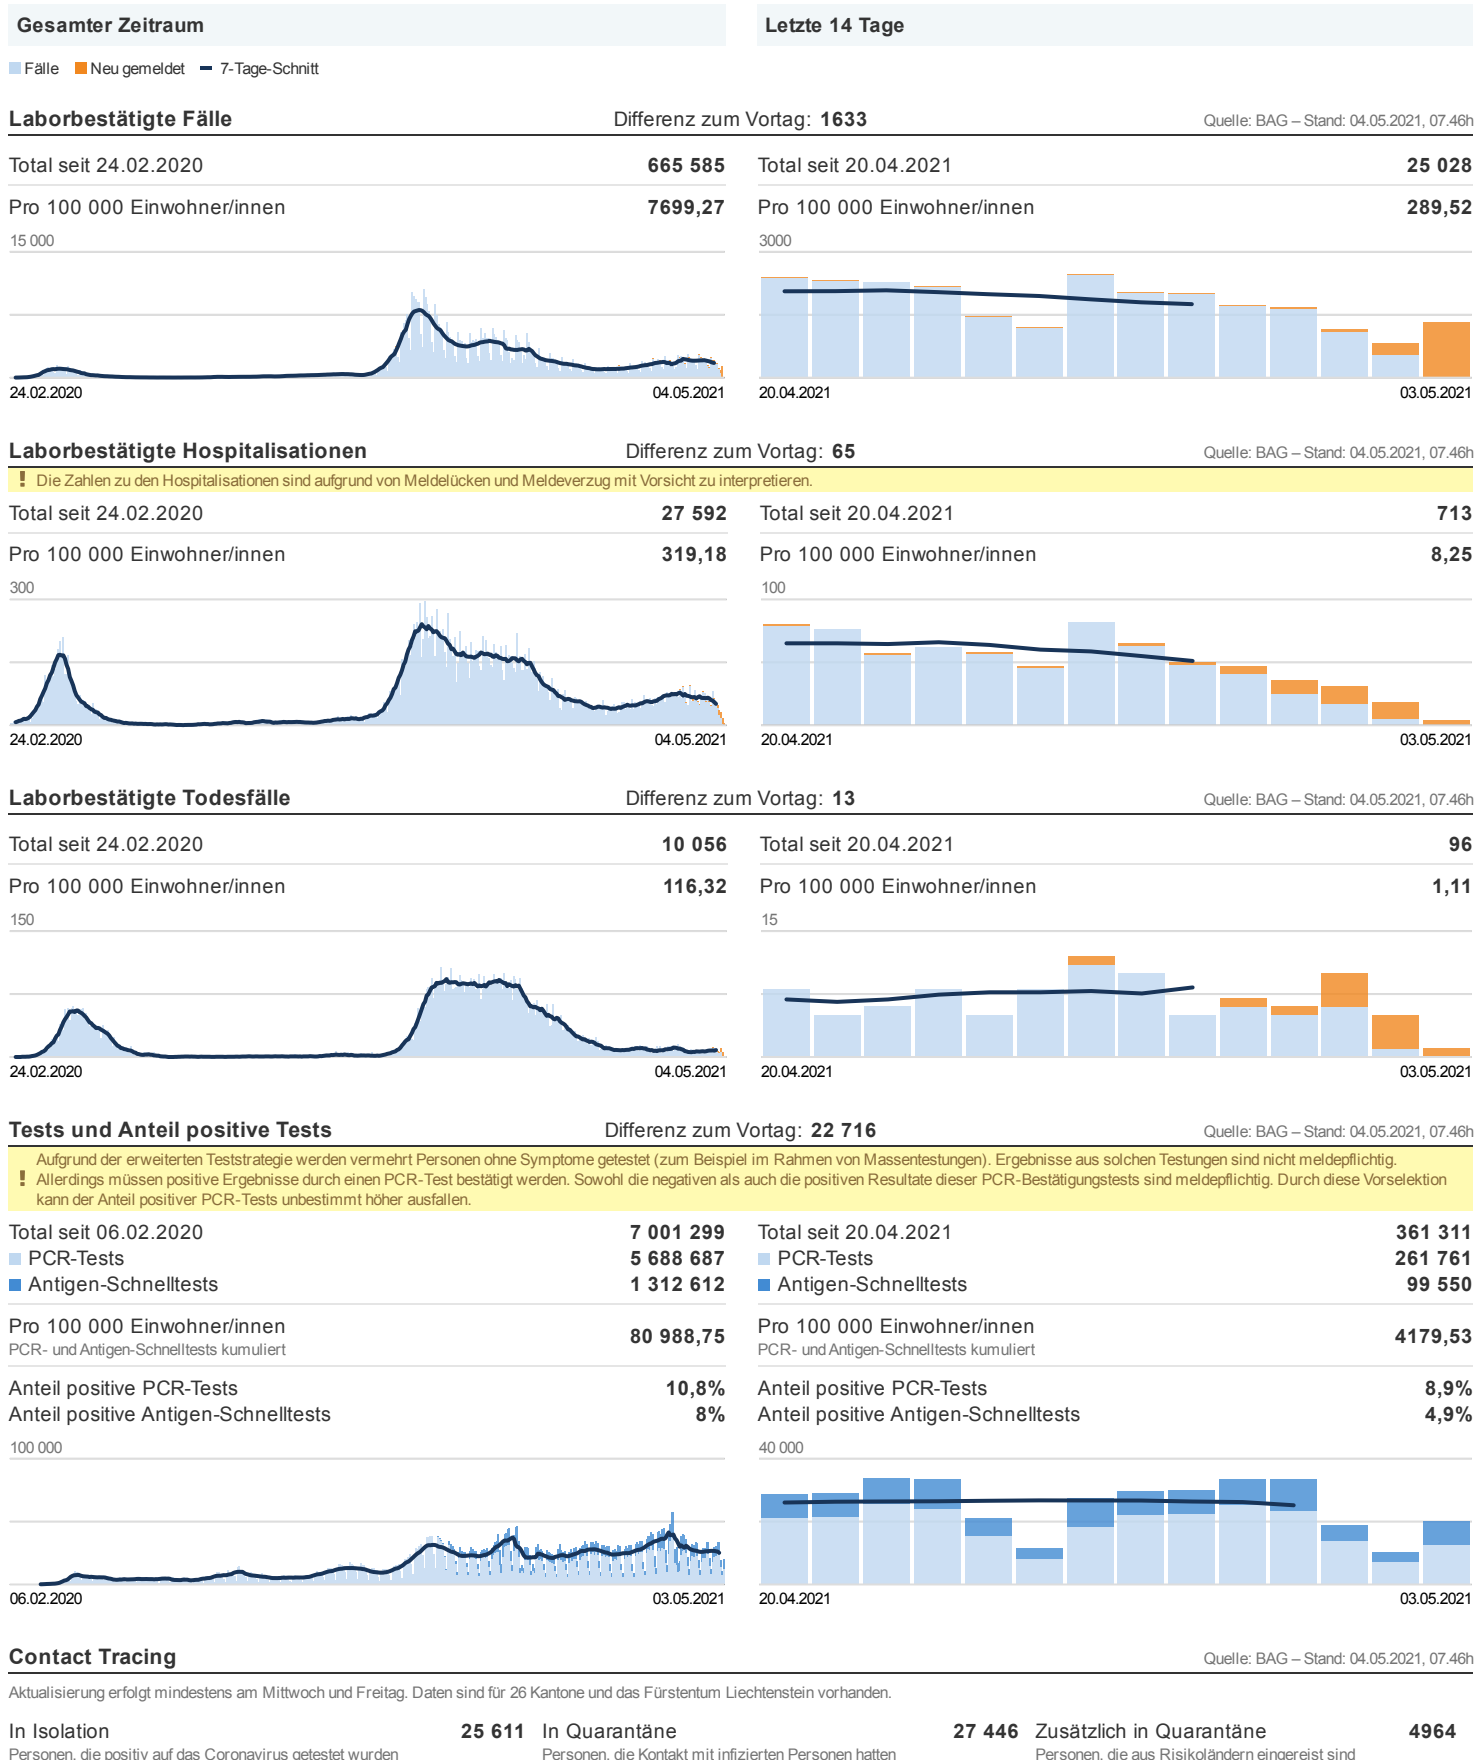 Gesamter Zeitraum
Letzte 14 Tage
Fälle Neu gemeldet 7-Tage-Schnitt
Laborbestätigte Fälle Differenz zum Vortag: 1633 Quelle: BAG – Stand: 04.05.2021, 07.46h
Total seit 24.02.2020 665 585
Total seit 20.04.2021 25 028
Pro 100 000 Einwohner/innen 7699,27
Pro 100 000 Einwohner/innen 289,52
15 000
3000
24.02.2020 04.05.2021
20.04.2021 03.05.2021
Laborbestätigte Hospitalisationen Differenz zum Vortag: 65 Quelle: BAG – Stand: 04.05.2021, 07.46h
! Die Zahlen zu den Hospitalisationen sind aufgrund von Meldelücken und Meldeverzug mit Vorsicht zu interpretieren.
Total seit 24.02.2020 27 592
Total seit 20.04.2021 713
Pro 100 000 Einwohner/innen 319,18
Pro 100 000 Einwohner/innen 8,25
300
100
24.02.2020 04.05.2021
20.04.2021 03.05.2021
Laborbestätigte Todesfälle Differenz zum Vortag: 13 Quelle: BAG – Stand: 04.05.2021, 07.46h
Total seit 24.02.2020 10 056
Total seit 20.04.2021 96
Pro 100 000 Einwohner/innen 116,32
Pro 100 000 Einwohner/innen 1,11
150
15
24.02.2020 04.05.2021
20.04.2021 03.05.2021
Tests und Anteil positive Tests Differenz zum Vortag: 22 716 Quelle: BAG – Stand: 04.05.2021, 07.46h
Aufgrund der erweiterten Teststrategie werden vermehrt Personen ohne Symptome getestet (zum Beispiel im Rahmen von Massentestungen). Ergebnisse aus solchen Testungen sind nicht meldepflichtig.
! Allerdings müssen positive Ergebnisse durch einen PCR-Test bestätigt werden. Sowohl die negativen als auch die positiven Resultate dieser PCR-Bestätigungstests sind meldepflichtig. Durch diese Vorselektion
kann der Anteil positiver PCR-Tests unbestimmt höher ausfallen.
Total seit 06.02.2020 7 001 299
PCR-Tests 5 688 687
Antigen-Schnelltests 1 312 612
Total seit 20.04.2021 361 311
PCR-Tests 261 761
Antigen-Schnelltests 99 550
Pro 100 000 Einwohner/innen 80 988,75
PCR- und Antigen-Schnelltests kumuliert
Pro 100 000 Einwohner/innen 4179,53
PCR- und Antigen-Schnelltests kumuliert
Anteil positive PCR-Tests 10,8%
Anteil positive Antigen-Schnelltests 8%
Anteil positive PCR-Tests 8,9%
Anteil positive Antigen-Schnelltests 4,9%
100 000
40 000
06.02.2020 03.05.2021
20.04.2021 03.05.2021
Contact Tracing Quelle: BAG – Stand: 04.05.2021, 07.46h
Aktualisierung erfolgt mindestens am Mittwoch und Freitag. Daten sind für 26 Kantone und das Fürstentum Liechtenstein vorhanden.
In Isolation 25 611 In Quarantäne 27 446 Zusätzlich in Quarantäne 4964
Personen, die positiv auf das Coronavirus getestet wurden Personen, die Kontakt mit infizierten Personen hatten Personen, die aus Risikoländern eingereist sind